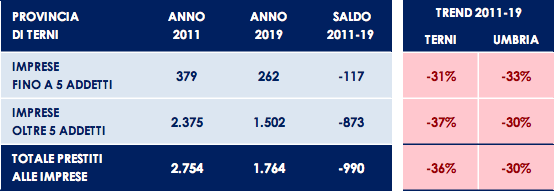 PROVINCIA DI TERNI ANNO 2011 ANNO 2019 SALDO 2011-19 TREND 2011-19
TERNI UMBRIA
IMPRESE FINO A 5 ADDETTI 379 262 -117 -31% -33%
IMPRESE OLTRE 5 ADDETTI 2.375 1.502 -873 -37% -30%
TOTALE PRESTITI ALLE IMPRESE 2.754 1.764 -990 -36% -30%